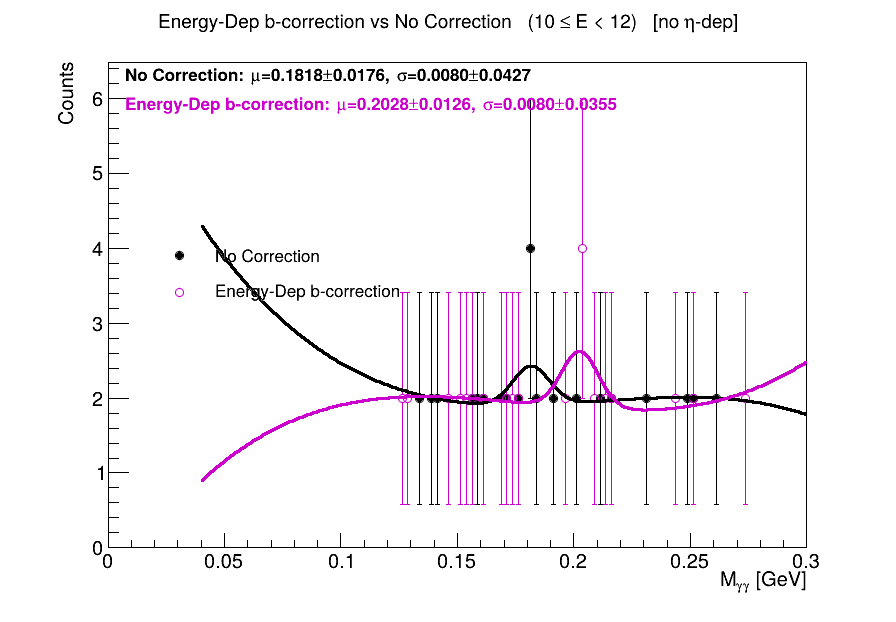 Energy-Dep b-correction vs No Correction (10 ≤ E < 12) [no η-dep]
Counts
No Correction: μ=0.1818±0.0176, σ=0.0080±0.0427
Energy-Dep b-correction: μ=0.2028±0.0126, σ=0.0080±0.0355
6
5
4
3
2
1
0
No Correction
Energy-Dep b-correction
0 0.05 0.1 0.15 0.2 0.25 0.3
Mγγ [GeV]